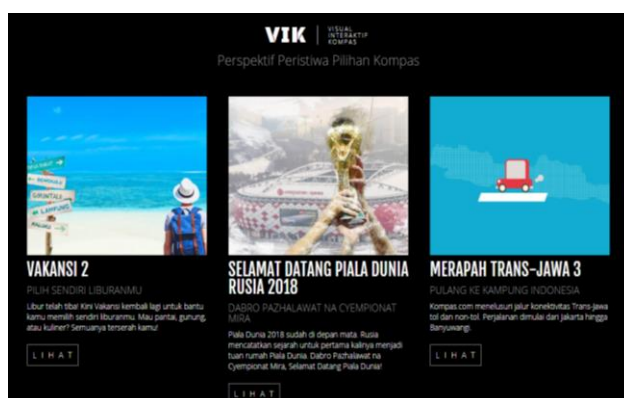 VIK
VISUAL
INTERAKTIF
KOMPAS
Perspektif Peristiwa Pilihan Kompas
GORONTALO
LAMPUNG
VAKANSI 2
PILIH SENDIRI LIBURANMU
Libur telah tiba! Kini Vakansi kembali lagi untuk bantu
kamu memilih sendiri liburanmu. Mau pantai, gunung,
atau kuliner? Semuanya terserah kamu!
LIHAT
SELAMAT DATANG PIALA DUNIA
RUSIA 2018
DABRO PAZHALAWAT NA CYEMPIONAT
MIRA
Piala Dunia 2018 sudah di depan mata. Rusia
mencatatkan sejarah untuk pertama kalinya menjadi
tuan rumah Piala Dunia. Dabro Pazhalawat na
Cyempionat Mira, Selamat Datang Piala Dunia!
LIHAT
MERAPAH TRANS-JAWA 3
PULANG KE KAMPUNG INDONESIA
Kompas.com menelusuri jalur konektivitas Trans-Jawa
tol dan non-tol. Perjalanan dimulai dari Jakarta hingga
Banyuwangi.
LIHAT